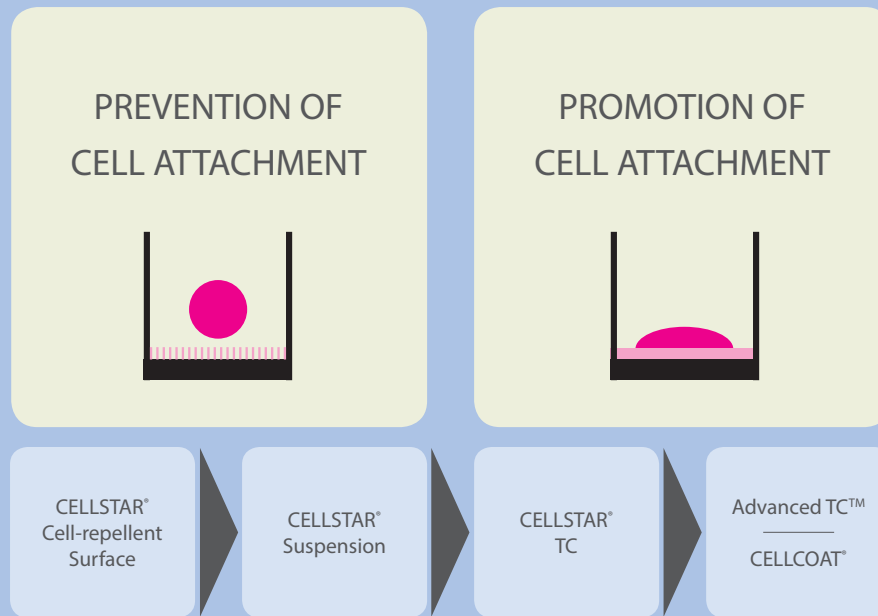 PREVENTION OF
CELL ATTACHMENT
PROMOTION OF
CELL ATTACHMENT
CELLSTAR®
Cell-repellent
Surface
CELLSTAR®
Suspension
CELLSTAR®
TC
Advanced TC™
CELLCOAT®